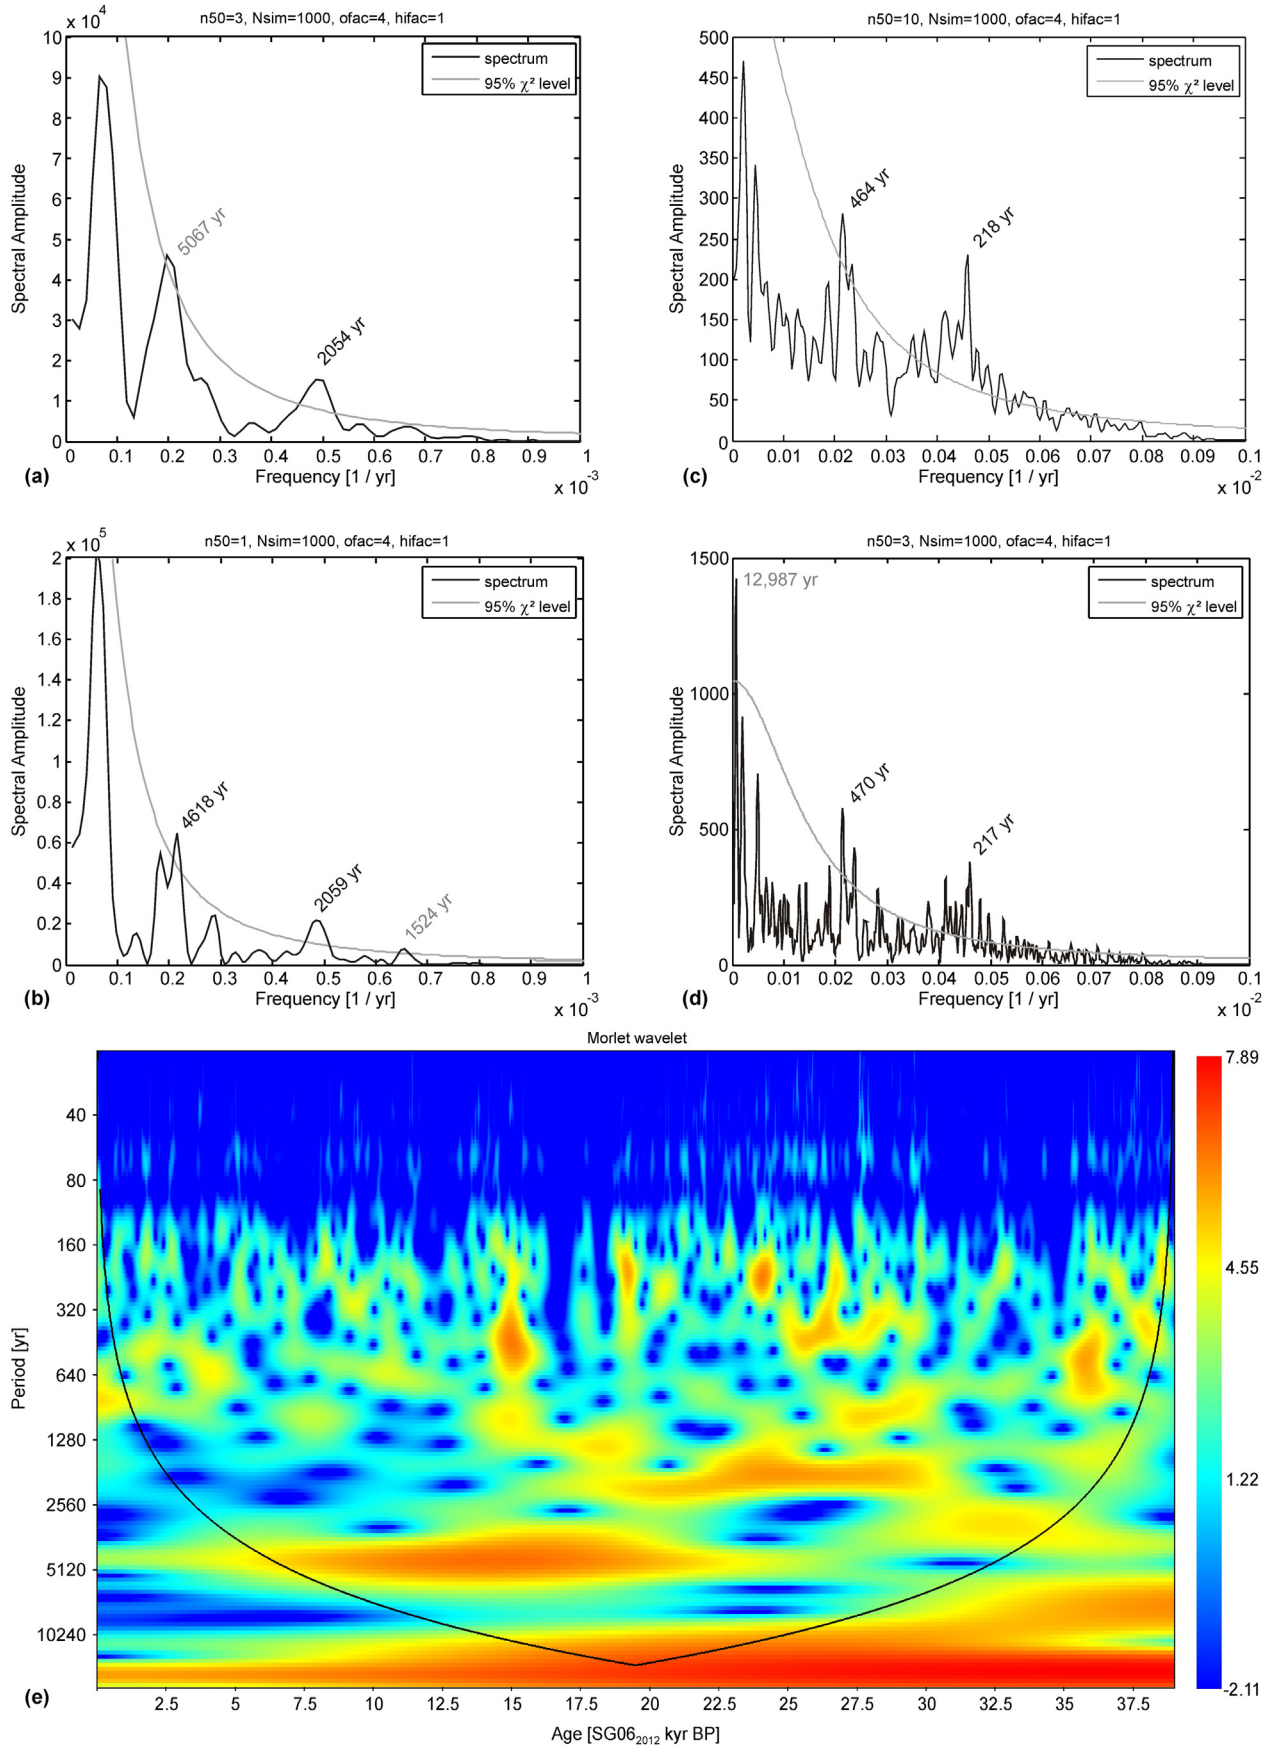 n50=3, Nsim=1000, ofac=4, hifac=1
x 10⁴
10
9
8
7
6
5
4
3
2
1
0
Spectral Amplitude
spectrum
95% χ² level
5067 yr
2054 yr
0 0.1 0.2 0.3 0.4 0.5 0.6 0.7 0.8 0.9 1
Frequency [1 / yr]
x 10⁻³
(a)
n50=10, Nsim=1000, ofac=4, hifac=1
500
450
400
350
300
250
200
150
100
50
0
Spectral Amplitude
spectrum
95% χ² level
464 yr
218 yr
0 0.01 0.02 0.03 0.04 0.05 0.06 0.07 0.08 0.09 0.1
Frequency [1 / yr]
x 10⁻²
(c)
n50=1, Nsim=1000, ofac=4, hifac=1
x 10⁵
2
1.8
1.6
1.4
1.2
1
0.8
0.6
0.4
0.2
0
Spectral Amplitude
spectrum
95% χ² level
4618 yr
2059 yr
1524 yr
0 0.1 0.2 0.3 0.4 0.5 0.6 0.7 0.8 0.9 1
Frequency [1 / yr]
x 10⁻³
(b)
n50=3, Nsim=1000, ofac=4, hifac=1
1500
1000
500
0
Spectral Amplitude
spectrum
95% χ² level
12,987 yr
470 yr
217 yr
0 0.01 0.02 0.03 0.04 0.05 0.06 0.07 0.08 0.09 0.1
Frequency [1 / yr]
x 10⁻²
(d)
Morlet wavelet
40
80
160
320
640
1280
2560
5120
10240
Period [yr]
7.89
4.55
1.22
-2.11
2.5 5 7.5 10 12.5 15 17.5 20 22.5 25 27.5 30 32.5 35 37.5
(e)
Age [SG06₂₀₁₂ kyr BP]